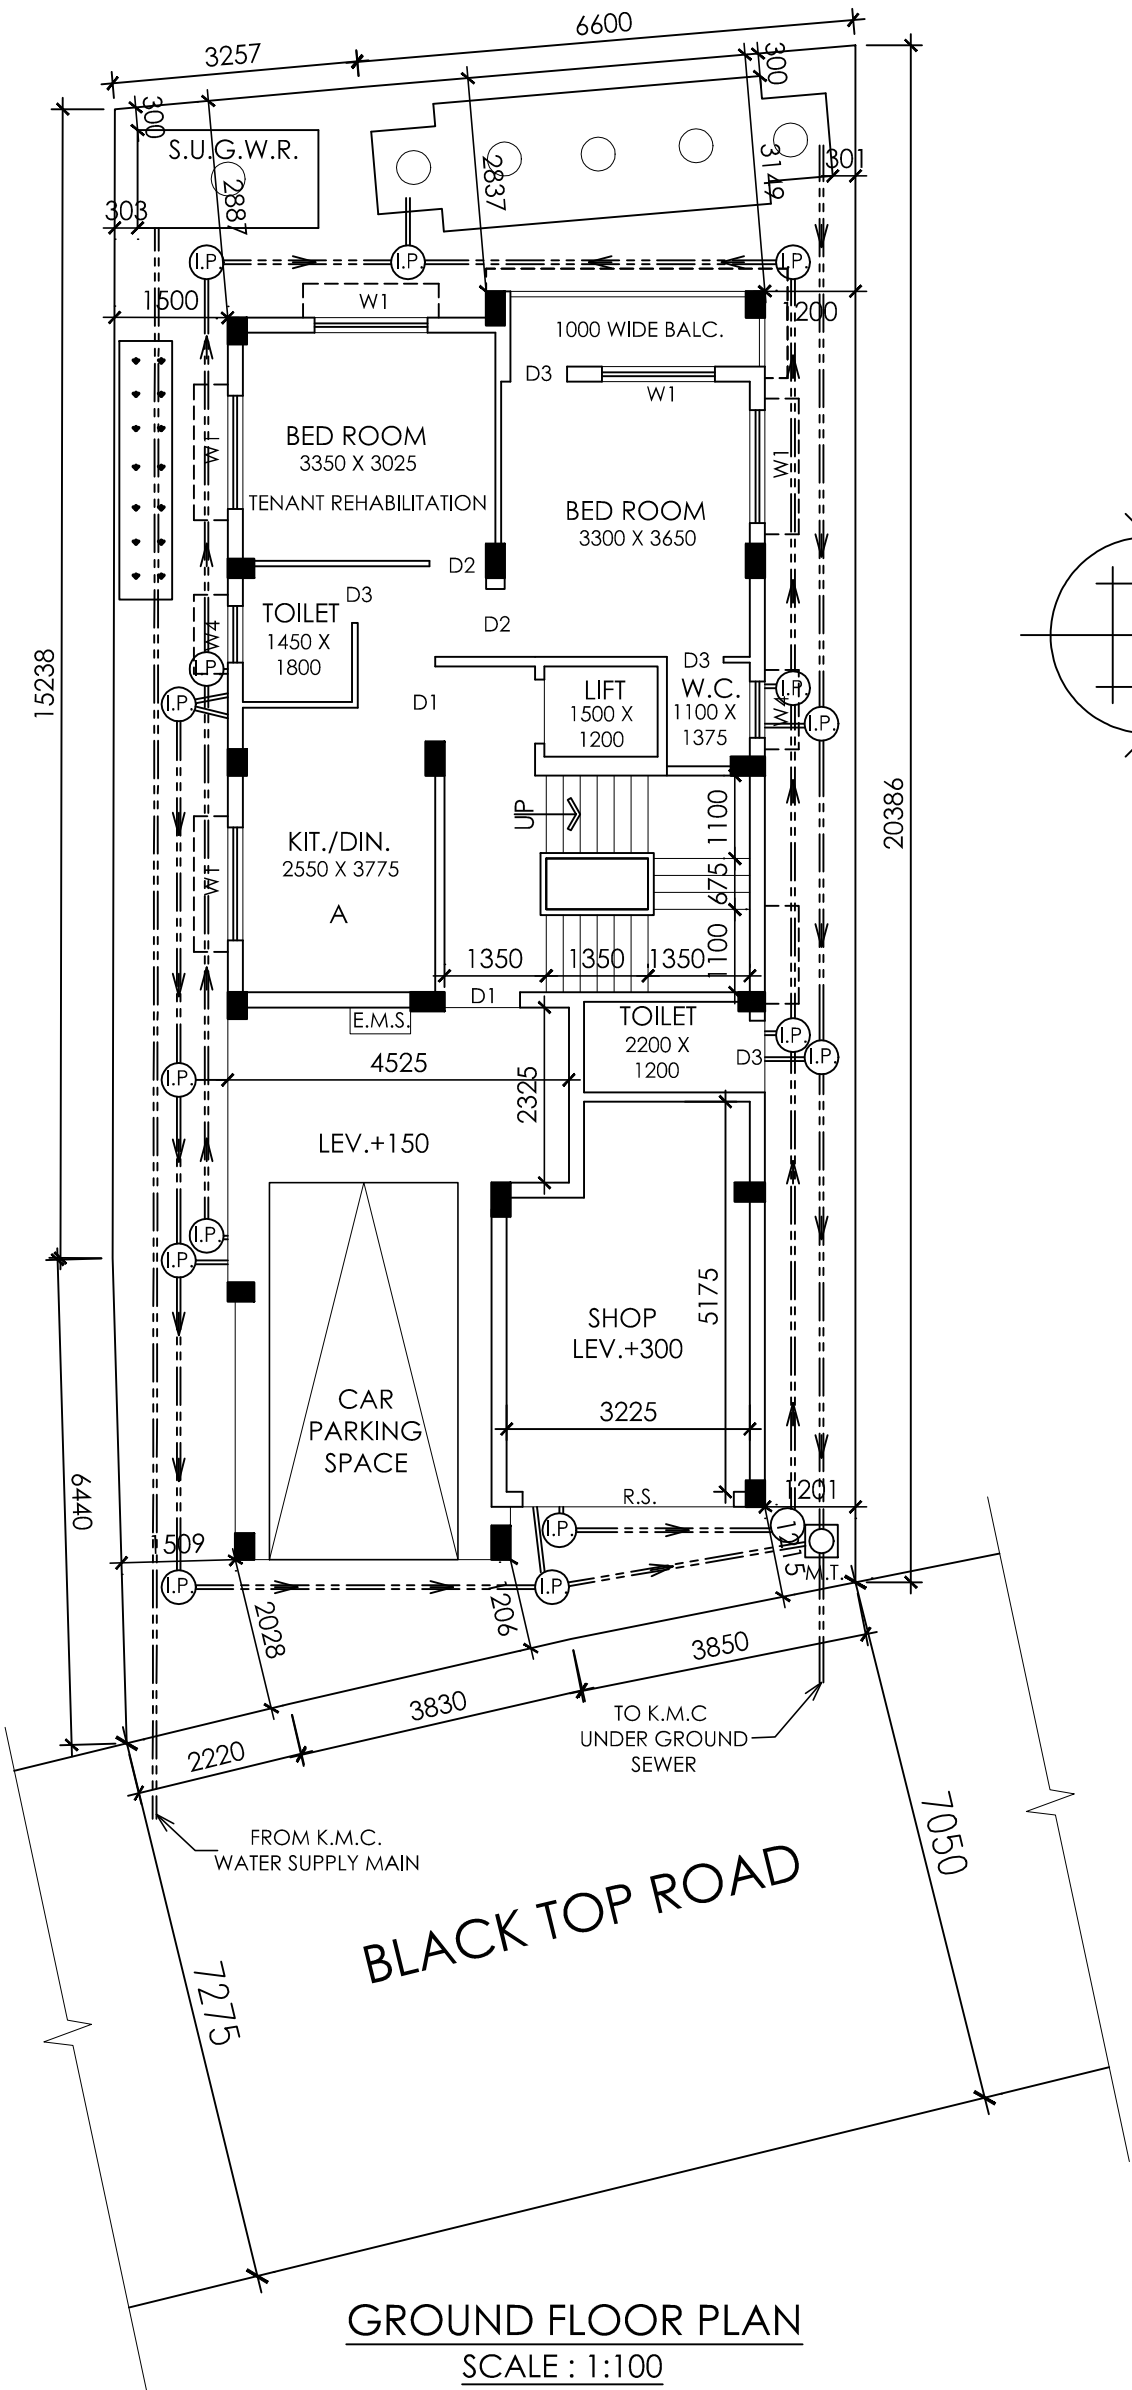 6600
3257
300
300
S.U.G.W.R.
2887
2837
3149
301
303
I.P.
I.P.
I.P.
1500
W1
1200
1000 WIDE BALC.
D3
W1
BED ROOM
3350 X 3025
TENANT REHABILITATION
W1
W1
BED ROOM
3300 X 3650
D2
D3
TOILET
1450 X
1800
W4
D2
I.P.
I.P.
D1
LIFT
1500 X
1200
D3
W.C.
1100 X
1375
W4
I.P.
I.P.
15238
20386
UP
1100
675
1100
KIT./DIN.
2550 X 3775
A
W1
1350
1350
1350
D1
E.M.S.
TOILET
2200 X
1200
D3
I.P.
I.P.
4525
2325
I.P.
LEV.+150
I.P.
I.P.
5175
SHOP
LEV.+300
CAR
PARKING
SPACE
3225
R.S.
1201
6440
1509
I.P.
1215
M.T.
I.P.
I.P.
2028
3850
3830
2220
TO K.M.C
UNDER GROUND
SEWER
FROM K.M.C.
WATER SUPPLY MAIN
7050
BLACK TOP ROAD
7275
GROUND FLOOR PLAN
SCALE : 1:100